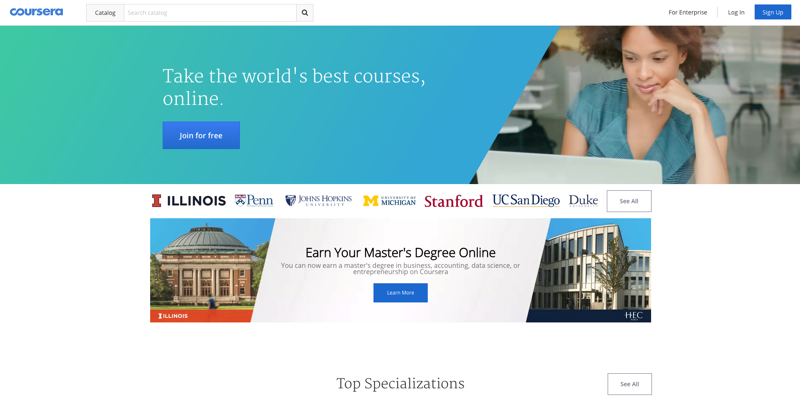 coursera
Catalog
Search catalog
For Enterprise
Log In
Sign Up
Take the world's best courses,
online.
Join for free
I ILLINOIS
Penn
JOHNS HOPKINS
UNIVERSITY
M UNIVERSITY OF
MICHIGAN
Stanford
UC San Diego
Duke
UNIVERSITY
See All
Earn Your Master's Degree Online
You can now earn a master's degree in business, accounting, data science, or
entrepreneurship on Coursera
Learn More
I ILLINOIS
HEC
Top Specializations
See All